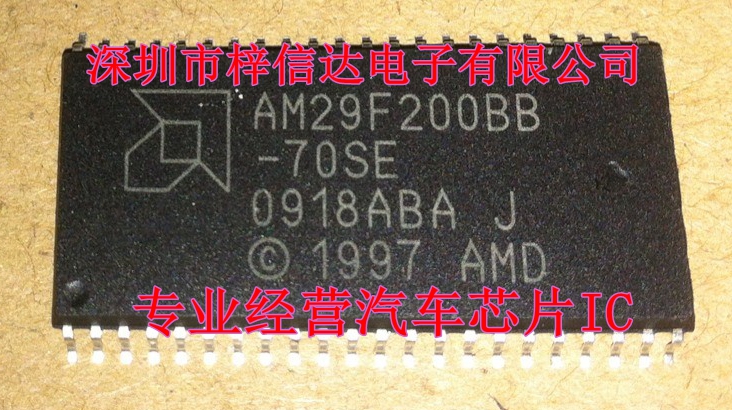 深圳市梓信达电子有限公司
AM29F200BB
-70SE
0918ABA J
© 1997 AMD
专业经营汽车芯片IC